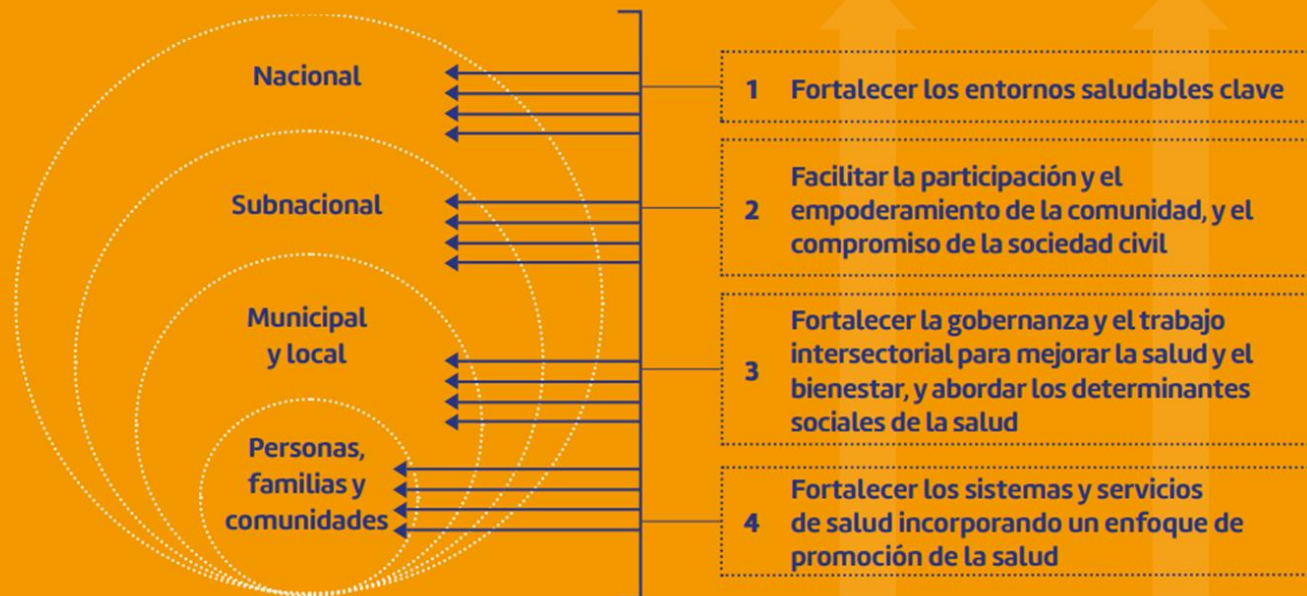 Nacional
Subnacional
Municipal
y local
Personas,
familias y
comunidades
1 Fortalecer los entornos saludables clave
Facilitar la participación y el
2 empoderamiento de la comunidad, y el
compromiso de la sociedad civil
Fortalecer la gobernanza y el trabajo
intersectorial para mejorar la salud y el
3 bienestar, y abordar los determinantes
sociales de la salud
Fortalecer los sistemas y servicios
4 de salud incorporando un enfoque de
promoción de la salud